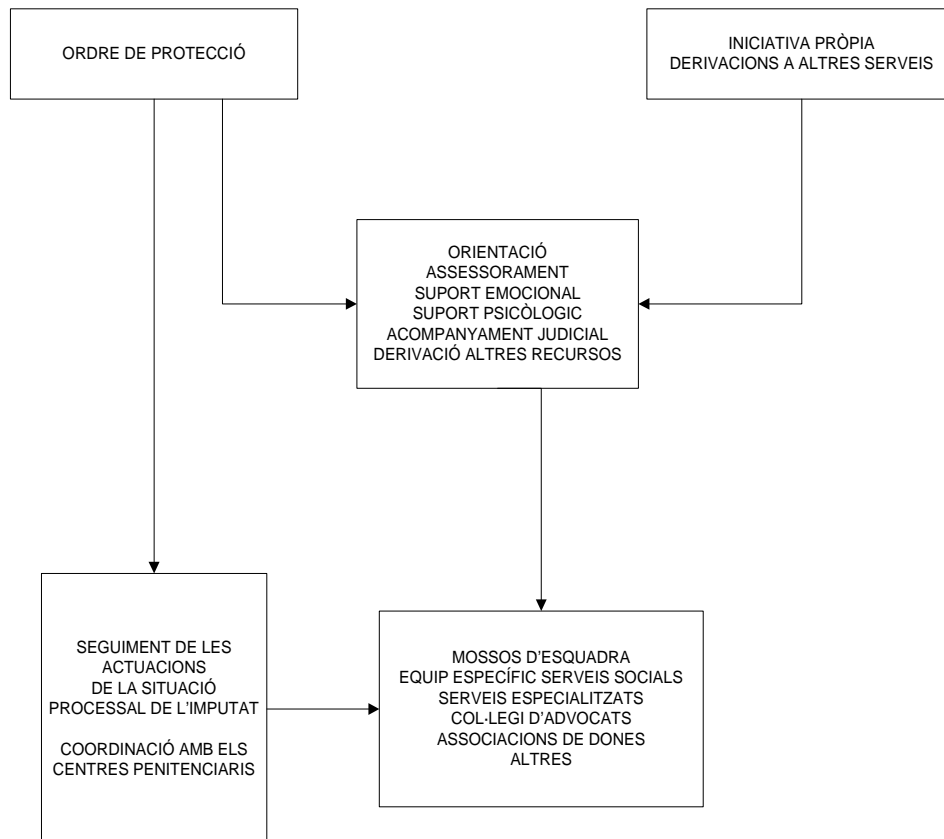 ORDRE DE PROTECCIÓ
INICIATIVA PRÒPIA
DERIVACIONS A ALTRES SERVEIS
ORIENTACIÓ
ASSESSORAMENT
SUPORT EMOCIONAL
SUPORT PSICÒLOGIC
ACOMPANYAMENT JUDICIAL
DERIVACIÓ ALTRES RECURSOS
SEGUIMENT DE LES
ACTUACIONS
DE LA SITUACIÓ
PROCESSAL DE L'IMPUTAT
COORDINACIÓ AMB ELS
CENTRES PENITENCIARIS
MOSSOS D'ESQUADRA
EQUIP ESPECÍFIC SERVEIS SOCIALS
SERVEIS ESPECIALITZATS
COL·LEGI D'ADVOCATS
ASSOCIACIONS DE DONES
ALTRES